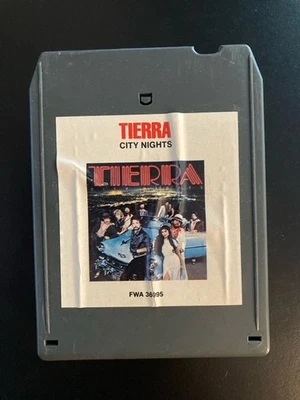 D
TIERRA
CITY NIGHTS
TIERRA
FWA 36995